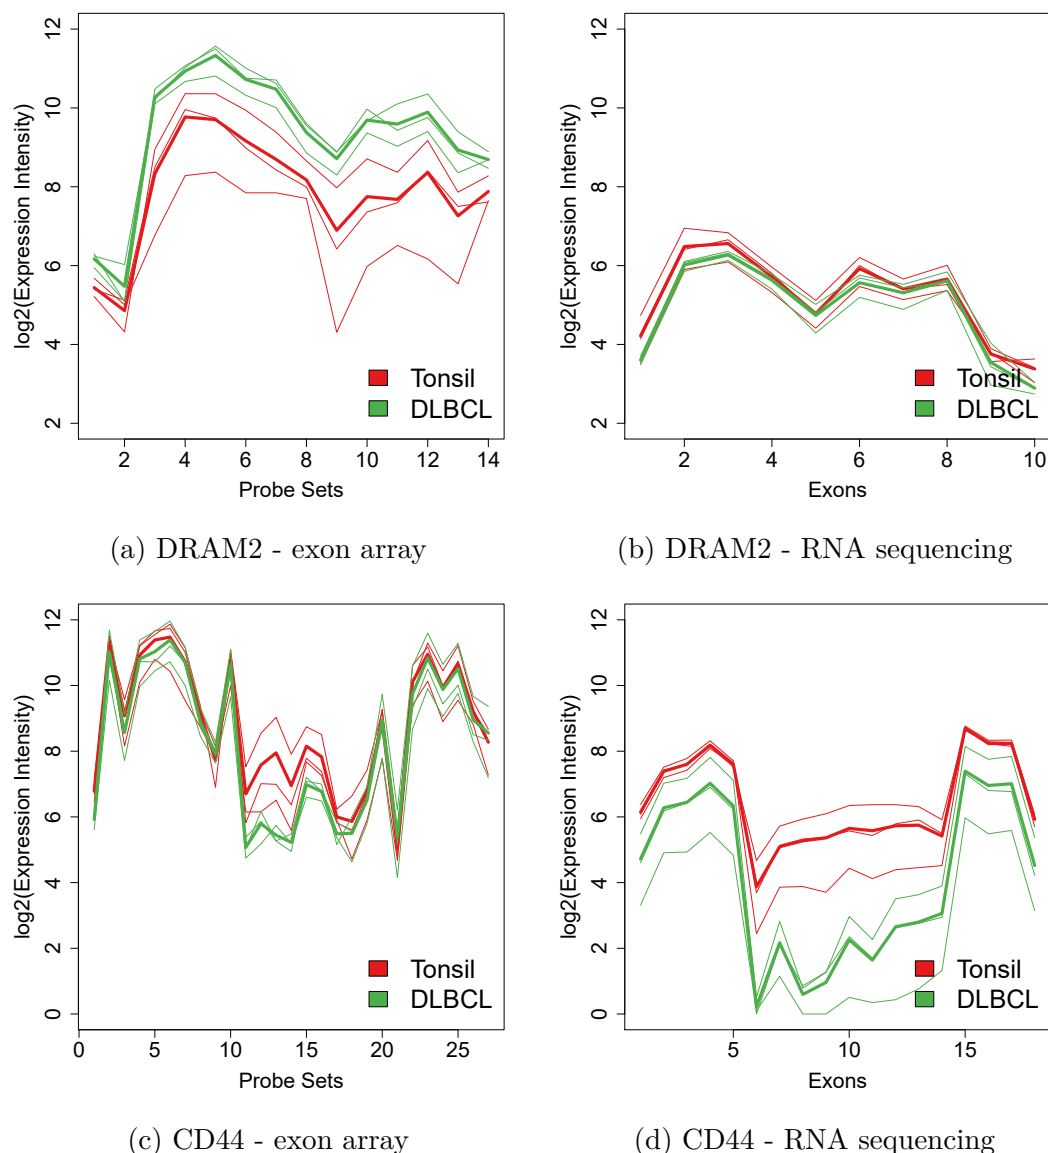 12
10
8
6
4
2
log2(Expression Intensity)
Tonsil
DLBCL
2 4 6 8 10 12 14
Probe Sets
(a) DRAM2 - exon array
12
10
8
6
4
2
log2(Expression Intensity)
Tonsil
DLBCL
2 4 6 8 10
Exons
(b) DRAM2 - RNA sequencing
12
10
8
6
4
2
0
log2(Expression Intensity)
Tonsil
DLBCL
0 5 10 15 20 25
Probe Sets
(c) CD44 - exon array
12
10
8
6
4
2
0
log2(Expression Intensity)
Tonsil
DLBCL
5 10 15
Exons
(d) CD44 - RNA sequencing